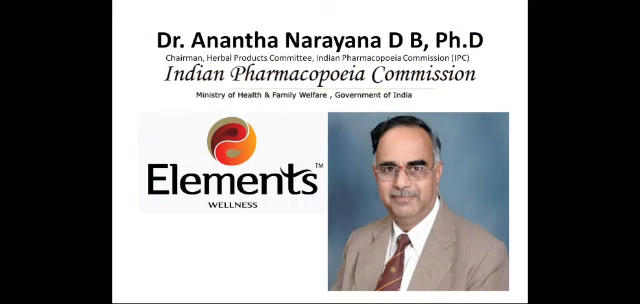 Dr. Anantha Narayana D B, Ph.D
Chairman, Herbal Products Committee, Indian Pharmacopoeia Commission (IPC)
Indian Pharmacopoeia Commission
Ministry of Health & Family Welfare , Government of India
Elements™
WELLNESS